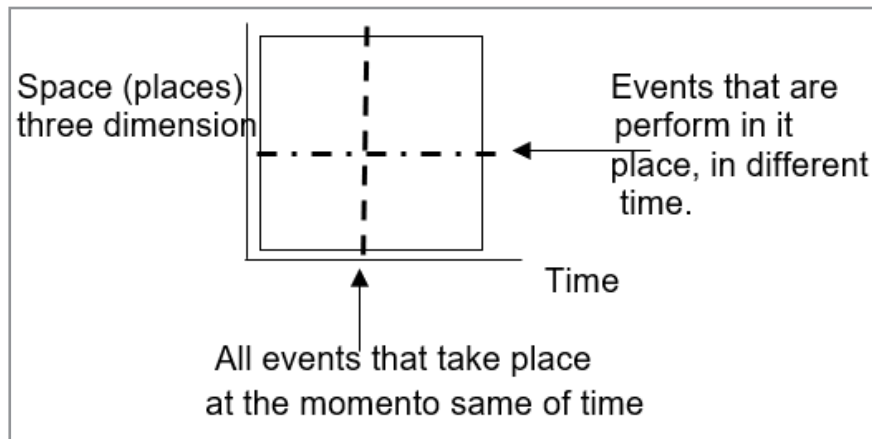 Space (places)
three dimension
Events that are
perform in it
place, in different
time.
Time
All events that take place
at the momento same of time